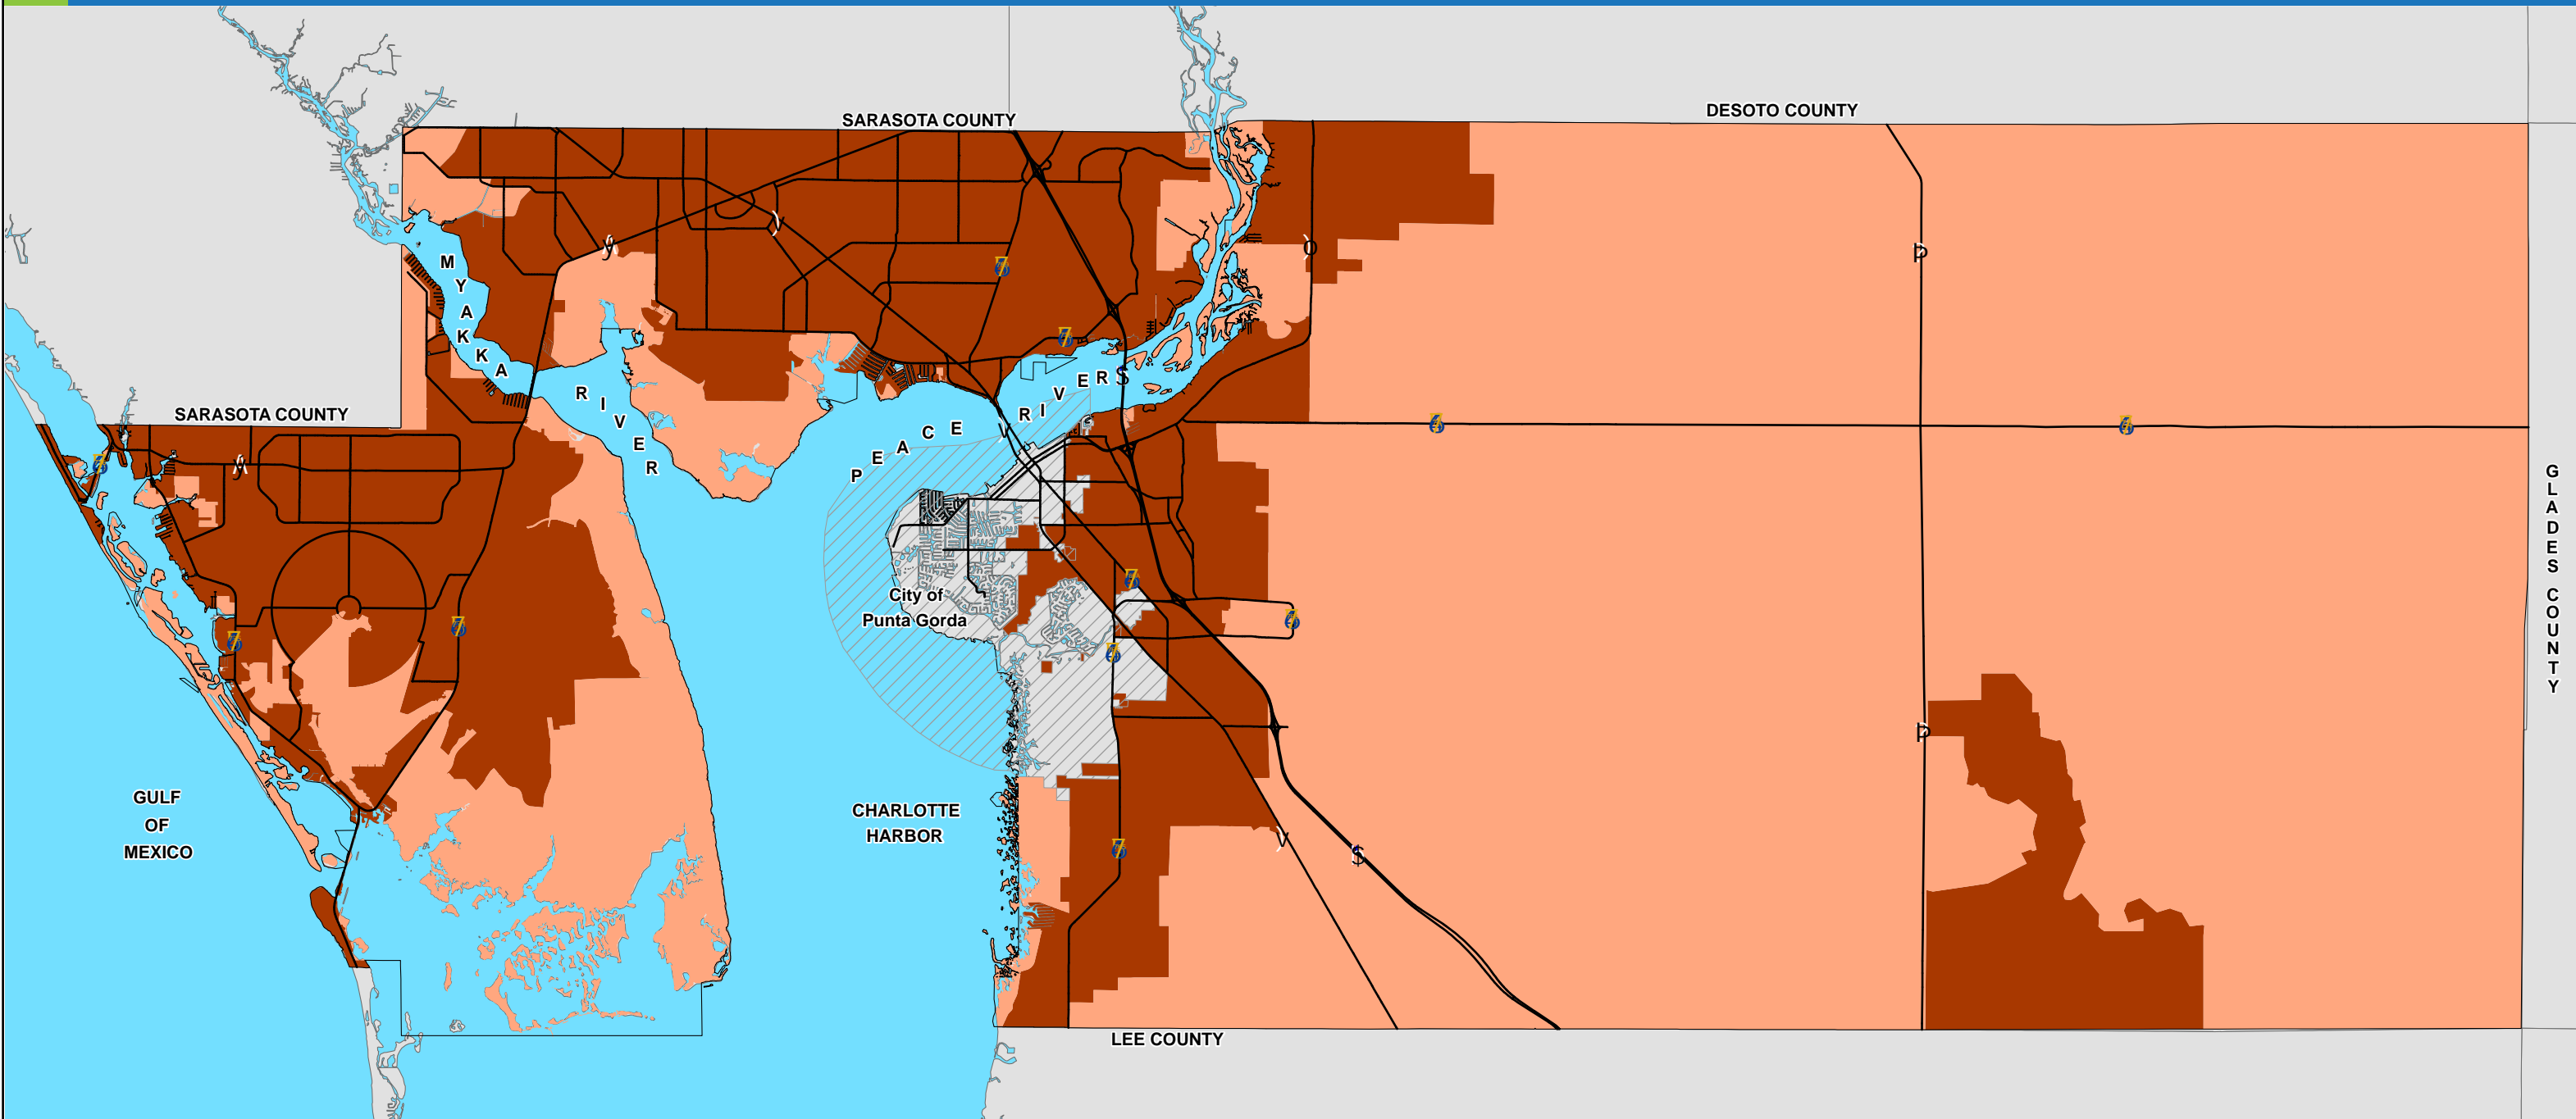 SARASOTA COUNTY
DESOTO COUNTY
MYAKKA
RIVER
PEACE
RIVER
SARASOTA COUNTY
GLADES COUNTY
City of
Punta Gorda
GULF
OF
MEXICO
CHARLOTTE
HARBOR
LEE COUNTY